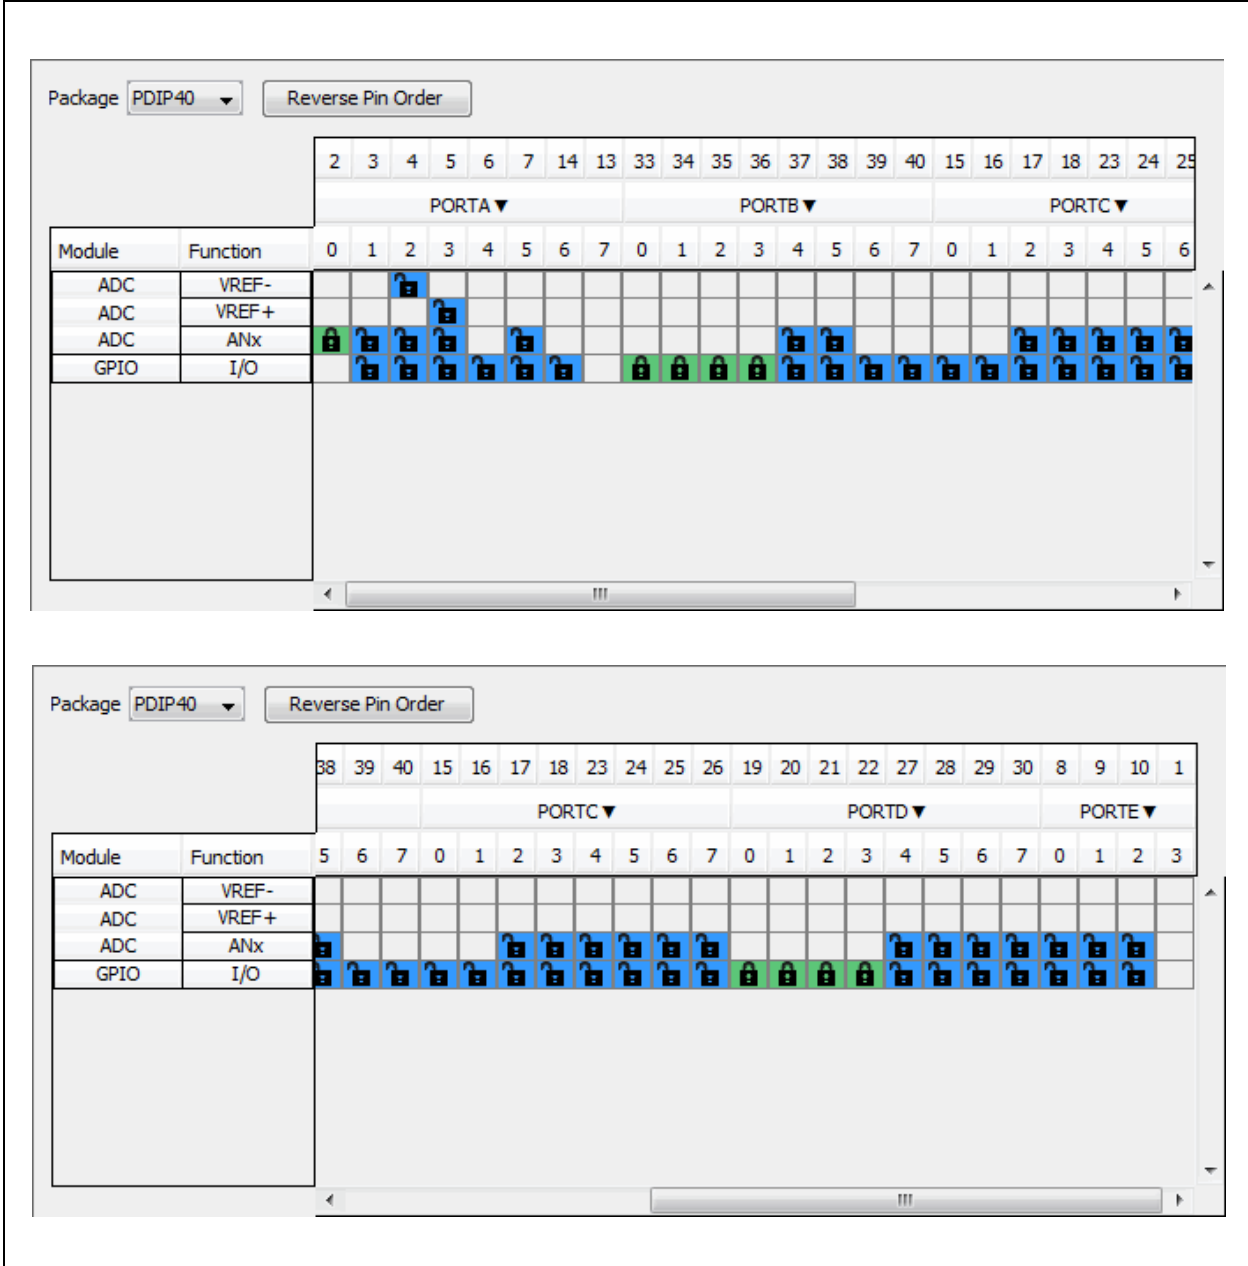 Package PDIP40 Reverse Pin Order
2 3 4 5 6 7 14 13 33 34 35 36 37 38 39 40 15 16 17 18 23 24 25
PORTA▼ PORTB▼ PORTC▼
Module Function 0 1 2 3 4 5 6 7 0 1 2 3 4 5 6 7 0 1 2 3 4 5 6
ADC VREF-
ADC VREF+
ADC ANx
GPIO I/O
Package PDIP40 Reverse Pin Order
38 39 40 15 16 17 18 23 24 25 26 19 20 21 22 27 28 29 30 8 9 10 1
PORTC▼ PORTD▼ PORTE▼
Module Function 5 6 7 0 1 2 3 4 5 6 7 0 1 2 3 4 5 6 7 0 1 2 3
ADC VREF-
ADC VREF+
ADC ANx
GPIO I/O